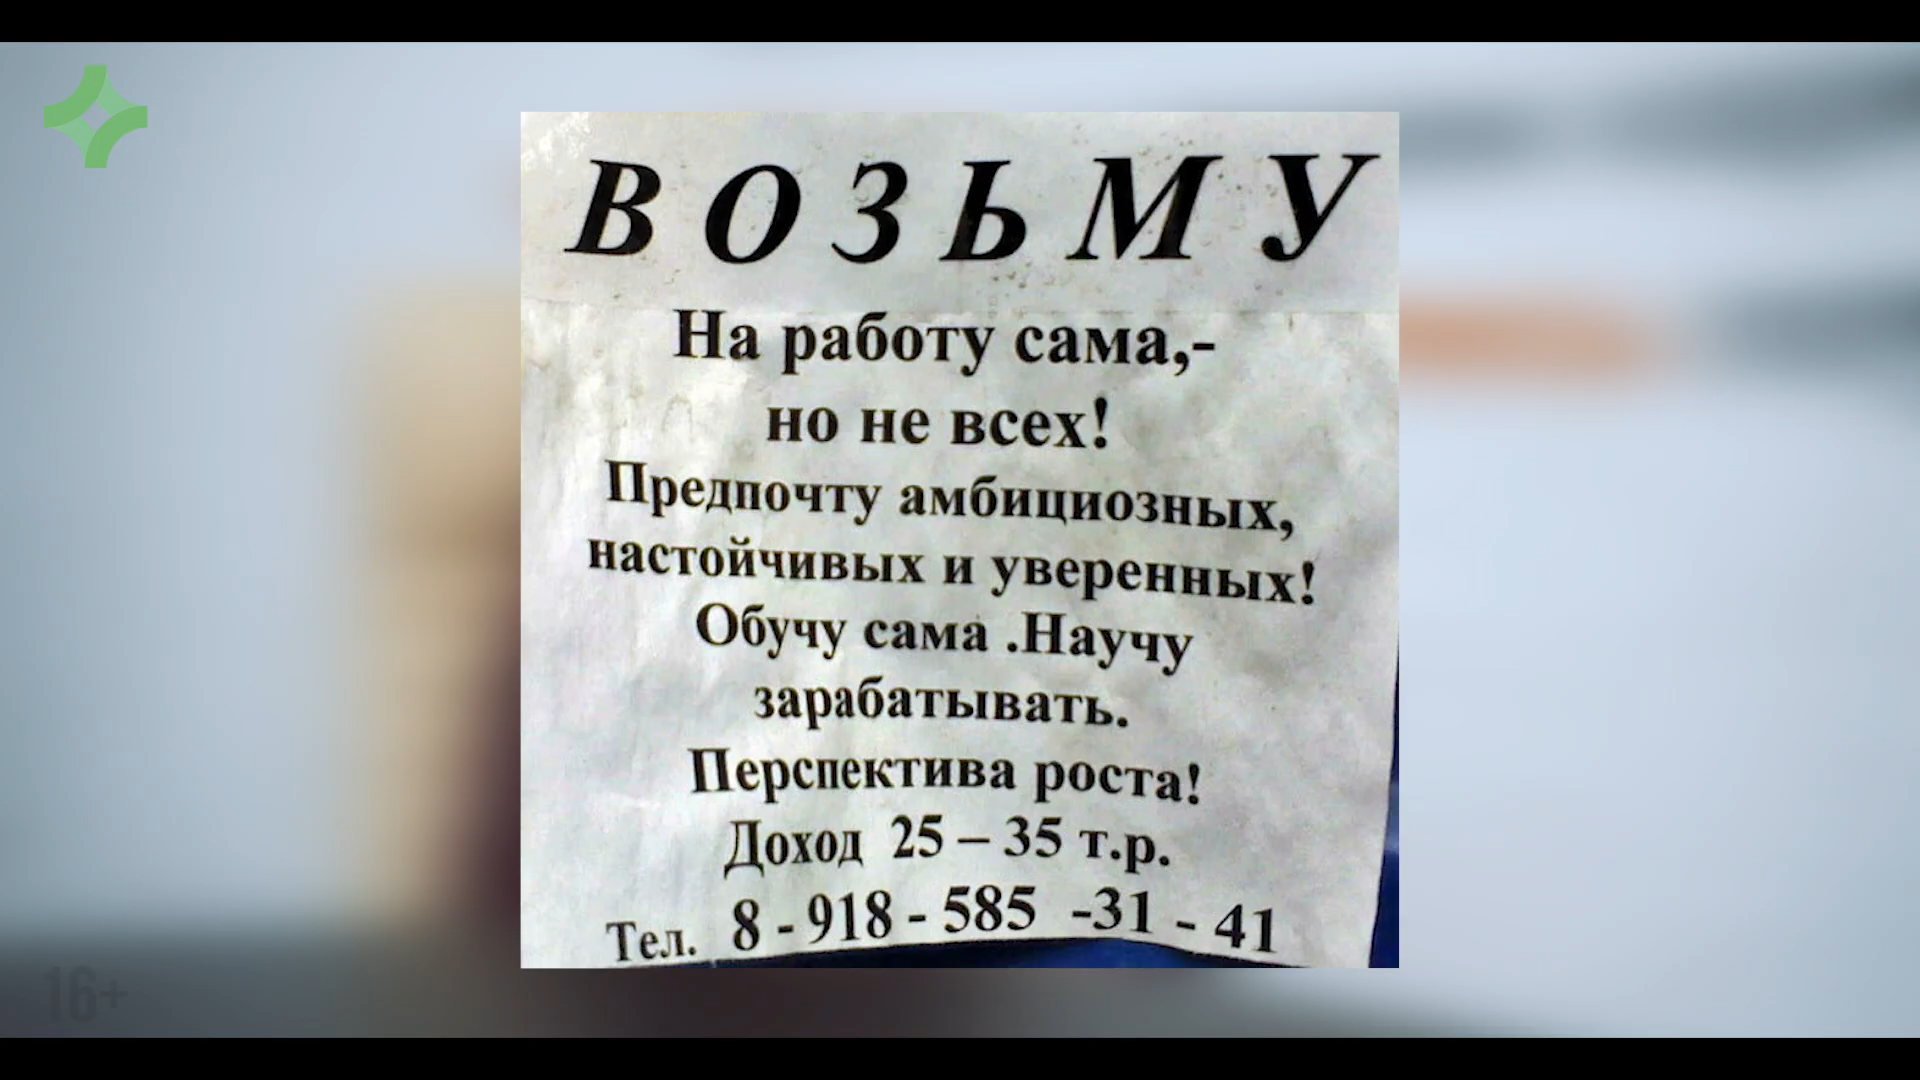 В О З Ь М У
На работу сама,-
но не всех!
Предпочту амбициозных,
настойчивых и уверенных!
Обучу сама .Научу
зарабатывать.
Перспектива роста!
Доход 25 – 35 т.р.
Тел. 8 - 918 - 585 -31 - 41
16+